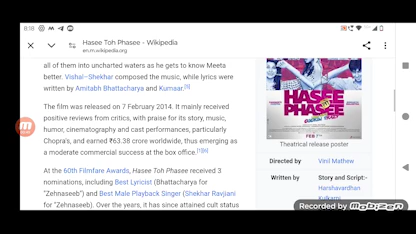 8:18
Hasee Toh Phasee - Wikipedia
en.m.wikipedia.org
all of them into uncharted waters as he gets to know Meeta
better. Vishal–Shekhar composed the music, while lyrics were
written by Amitabh Bhattacharya and Kumaar.[5]
The film was released on 7 February 2014. It mainly received
positive reviews from critics, with praise for its story, music,
humor, cinematography and cast performances, particularly
Chopra's, and earned ₹63.38 crore worldwide, thus emerging as
a moderate commercial success at the box office.[1][6]
At the 60th Filmfare Awards, Hasee Toh Phasee received 3
nominations, including Best Lyricist (Bhattacharya for
"Zehnaseeb") and Best Male Playback Singer (Shekhar Ravjiani
for "Zehnaseeb). Over the years, it has since attained cult status
HASEE
PHASEE
FEB 7
Theatrical release poster
Directed by Vinil Mathew
Written by Story and Script:-
Harshavardhan
Kulkarni
Recorded by
mobizen